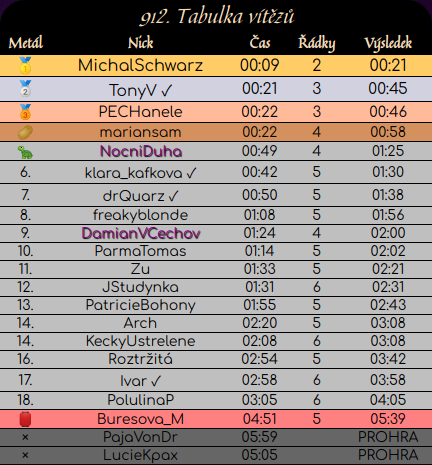 912. Tabulka vítězů
Metál Nick Čas Řádky Výsledek
🥇 MichalSchwarz 00:09 2 00:21
🥈 TonyV ✓ 00:21 3 00:45
🥉 PECHanele 00:22 3 00:46
🥔 mariansam 00:22 4 00:58
🦕 NocniDuha 00:49 4 01:25
6. klara_kafkova ✓ 00:42 5 01:30
7. drQuarz ✓ 00:50 5 01:38
8. freakyblonde 01:08 5 01:56
9. DamianVCechov 01:24 4 02:00
10. ParmaTomas 01:14 5 02:02
11. Zu 01:33 5 02:21
12. JStudynka 01:31 6 02:31
13. PatricieBohony 01:55 5 02:43
14. Arch 02:20 5 03:08
14. KeckyUstrelene 02:08 6 03:08
16. Roztržitá 02:54 5 03:42
17. Ivar ✓ 02:58 6 03:58
18. PolulinaP 03:05 6 04:05
Buresova_M 04:51 5 05:39
× PajaVonDr 05:59 PROHRA
× LucieKpax 05:05 PROHRA